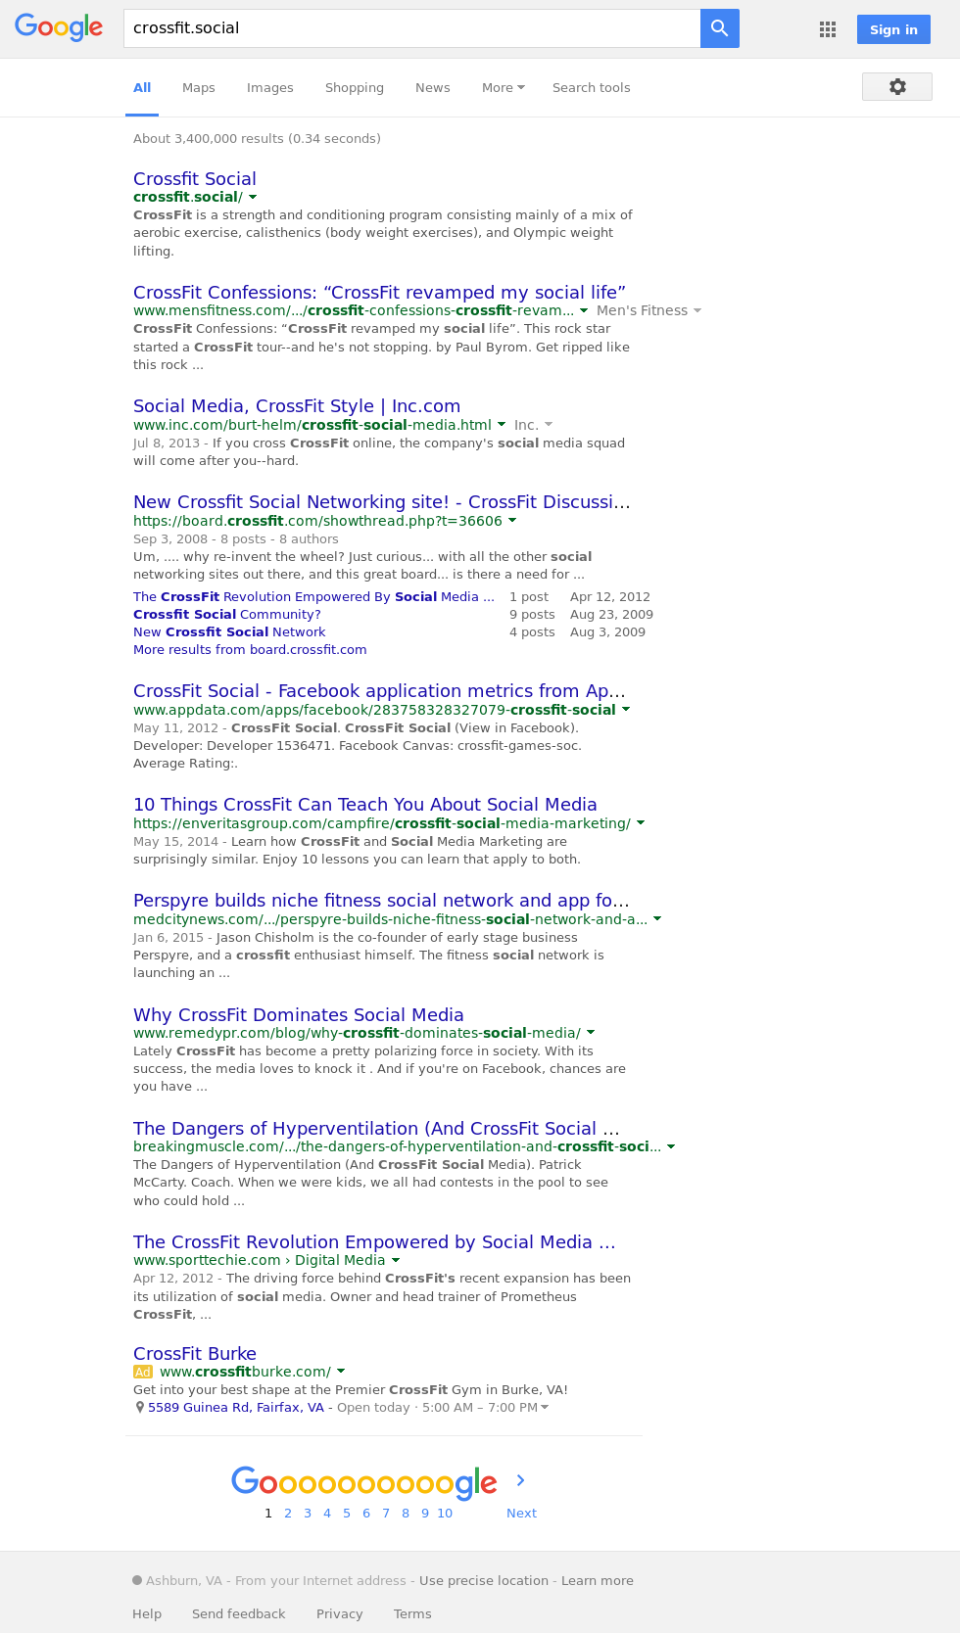 Google
crossfit.social
Sign in
All Maps Images Shopping News More Search tools
About 3,400,000 results (0.34 seconds)
Crossfit Social
crossfit.social/
CrossFit is a strength and conditioning program consisting mainly of a mix of
aerobic exercise, calisthenics (body weight exercises), and Olympic weight
lifting.
CrossFit Confessions: “CrossFit revamped my social life”
www.mensfitness.com/.../crossfit-confessions-crossfit-revam... Men's Fitness
CrossFit Confessions: “CrossFit revamped my social life”. This rock star
started a CrossFit tour--and he's not stopping. by Paul Byrom. Get ripped like
this rock ...
Social Media, CrossFit Style | Inc.com
www.inc.com/burt-helm/crossfit-social-media.html Inc.
Jul 8, 2013 - If you cross CrossFit online, the company's social media squad
will come after you--hard.
New Crossfit Social Networking site! - CrossFit Discussi...
https://board.crossfit.com/showthread.php?t=36606
Sep 3, 2008 - 8 posts - 8 authors
Um, .... why re-invent the wheel? Just curious... with all the other social
networking sites out there, and this great board... is there a need for ...
The CrossFit Revolution Empowered By Social Media ... 1 post Apr 12, 2012
Crossfit Social Community? 9 posts Aug 23, 2009
New Crossfit Social Network 4 posts Aug 3, 2009
More results from board.crossfit.com
CrossFit Social - Facebook application metrics from Ap...
www.appdata.com/apps/facebook/283758328327079-crossfit-social
May 11, 2012 - CrossFit Social. CrossFit Social (View in Facebook).
Developer: Developer 1536471. Facebook Canvas: crossfit-games-soc.
Average Rating:.
10 Things CrossFit Can Teach You About Social Media
https://enveritasgroup.com/campfire/crossfit-social-media-marketing/
May 15, 2014 - Learn how CrossFit and Social Media Marketing are
surprisingly similar. Enjoy 10 lessons you can learn that apply to both.
Perspyre builds niche fitness social network and app fo...
medcitynews.com/.../perspyre-builds-niche-fitness-social-network-and-a...
Jan 6, 2015 - Jason Chisholm is the co-founder of early stage business
Perspyre, and a crossfit enthusiast himself. The fitness social network is
launching an ...
Why CrossFit Dominates Social Media
www.remedypr.com/blog/why-crossfit-dominates-social-media/
Lately CrossFit has become a pretty polarizing force in society. With its
success, the media loves to knock it . And if you're on Facebook, chances are
you have ...
The Dangers of Hyperventilation (And CrossFit Social ...
breakingmuscle.com/.../the-dangers-of-hyperventilation-and-crossfit-soci...
The Dangers of Hyperventilation (And CrossFit Social Media). Patrick
McCarty. Coach. When we were kids, we all had contests in the pool to see
who could hold ...
The CrossFit Revolution Empowered by Social Media ...
www.sporttechie.com › Digital Media
Apr 12, 2012 - The driving force behind CrossFit's recent expansion has been
its utilization of social media. Owner and head trainer of Prometheus
CrossFit, ...
CrossFit Burke
Ad www.crossfitburke.com/
Get into your best shape at the Premier CrossFit Gym in Burke, VA!
5589 Guinea Rd, Fairfax, VA - Open today · 5:00 AM – 7:00 PM
Goooooooooogle
1 2 3 4 5 6 7 8 9 10 Next
Ashburn, VA - From your Internet address - Use precise location - Learn more
Help Send feedback Privacy Terms